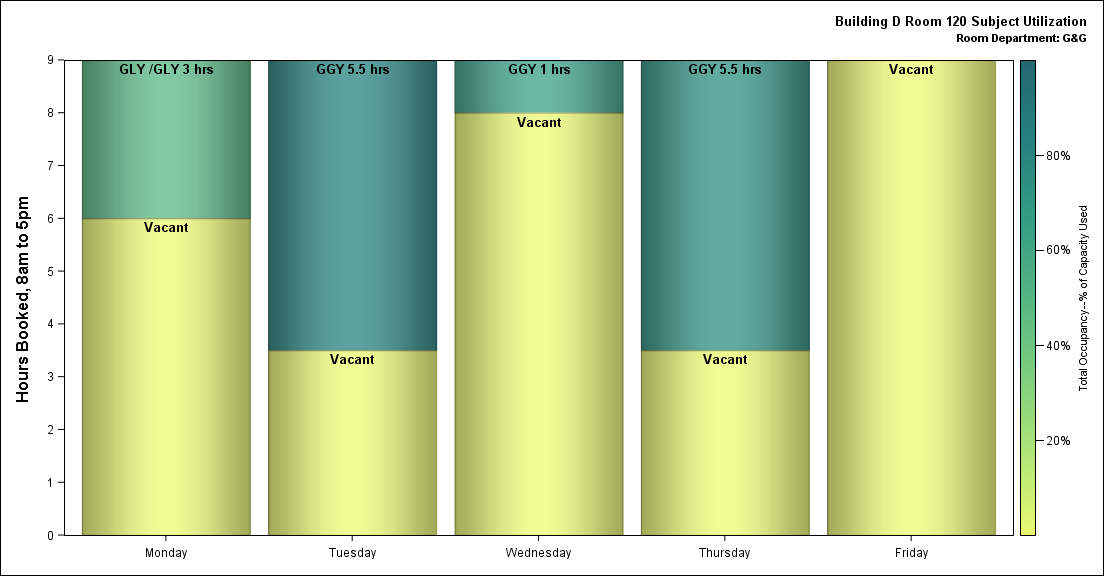 Building D Room 120 Subject Utilization
Room Department: G&G
Hours Booked, 8am to 5pm
9
8
7
6
5
4
3
2
1
0
GLY /GLY 3 hrs
Vacant
GGY 5.5 hrs
Vacant
GGY 1 hrs
Vacant
GGY 5.5 hrs
Vacant
Vacant
Monday
Tuesday
Wednesday
Thursday
Friday
80%
60%
40%
20%
Total Occupancy--% of Capacity Used